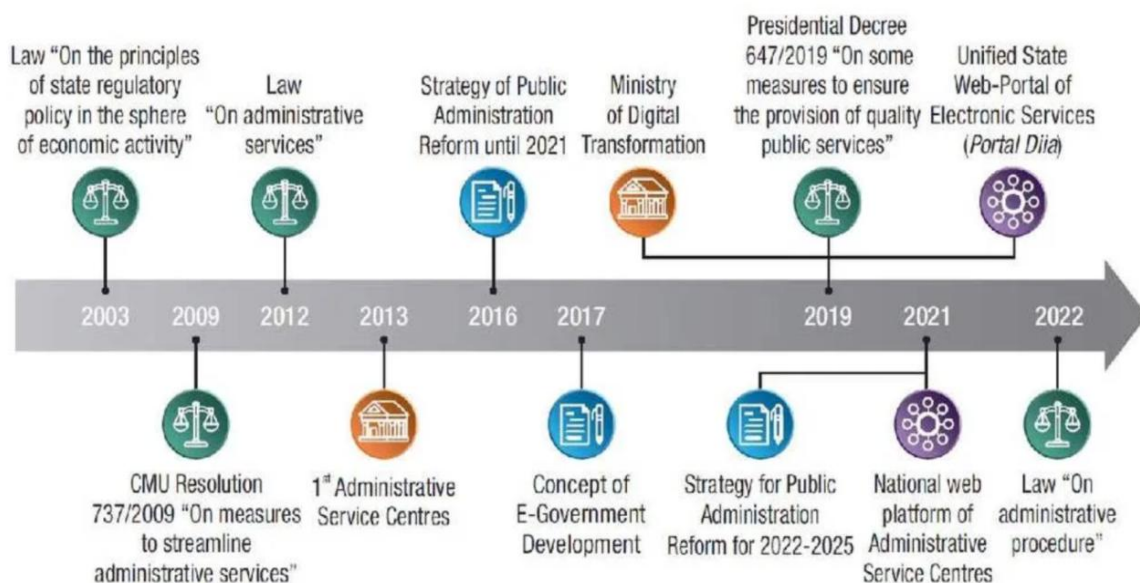 Law “On the principles
of state regulatory
policy in the sphere
of economic activity”
Law
“On administrative
services”
Strategy of Public
Administration
Reform until 2021
Ministry
of Digital
Transformation
Presidential Decree
647/2019 “On some
measures to ensure
the provision of quality
public services”
Unified State
Web-Portal of
Electronic Services
(Portal Diia)
2003
2009
2012
2013
2016
2017
2019
2021
2022
CMU Resolution
737/2009 “On measures
to streamline
administrative services”
1st Administrative
Service Centres
Concept of
E-Government
Development
Strategy for Public
Administration
Reform for 2022-2025
National web
platform of
Administrative
Service Centres
Law “On
administrative
procedure”